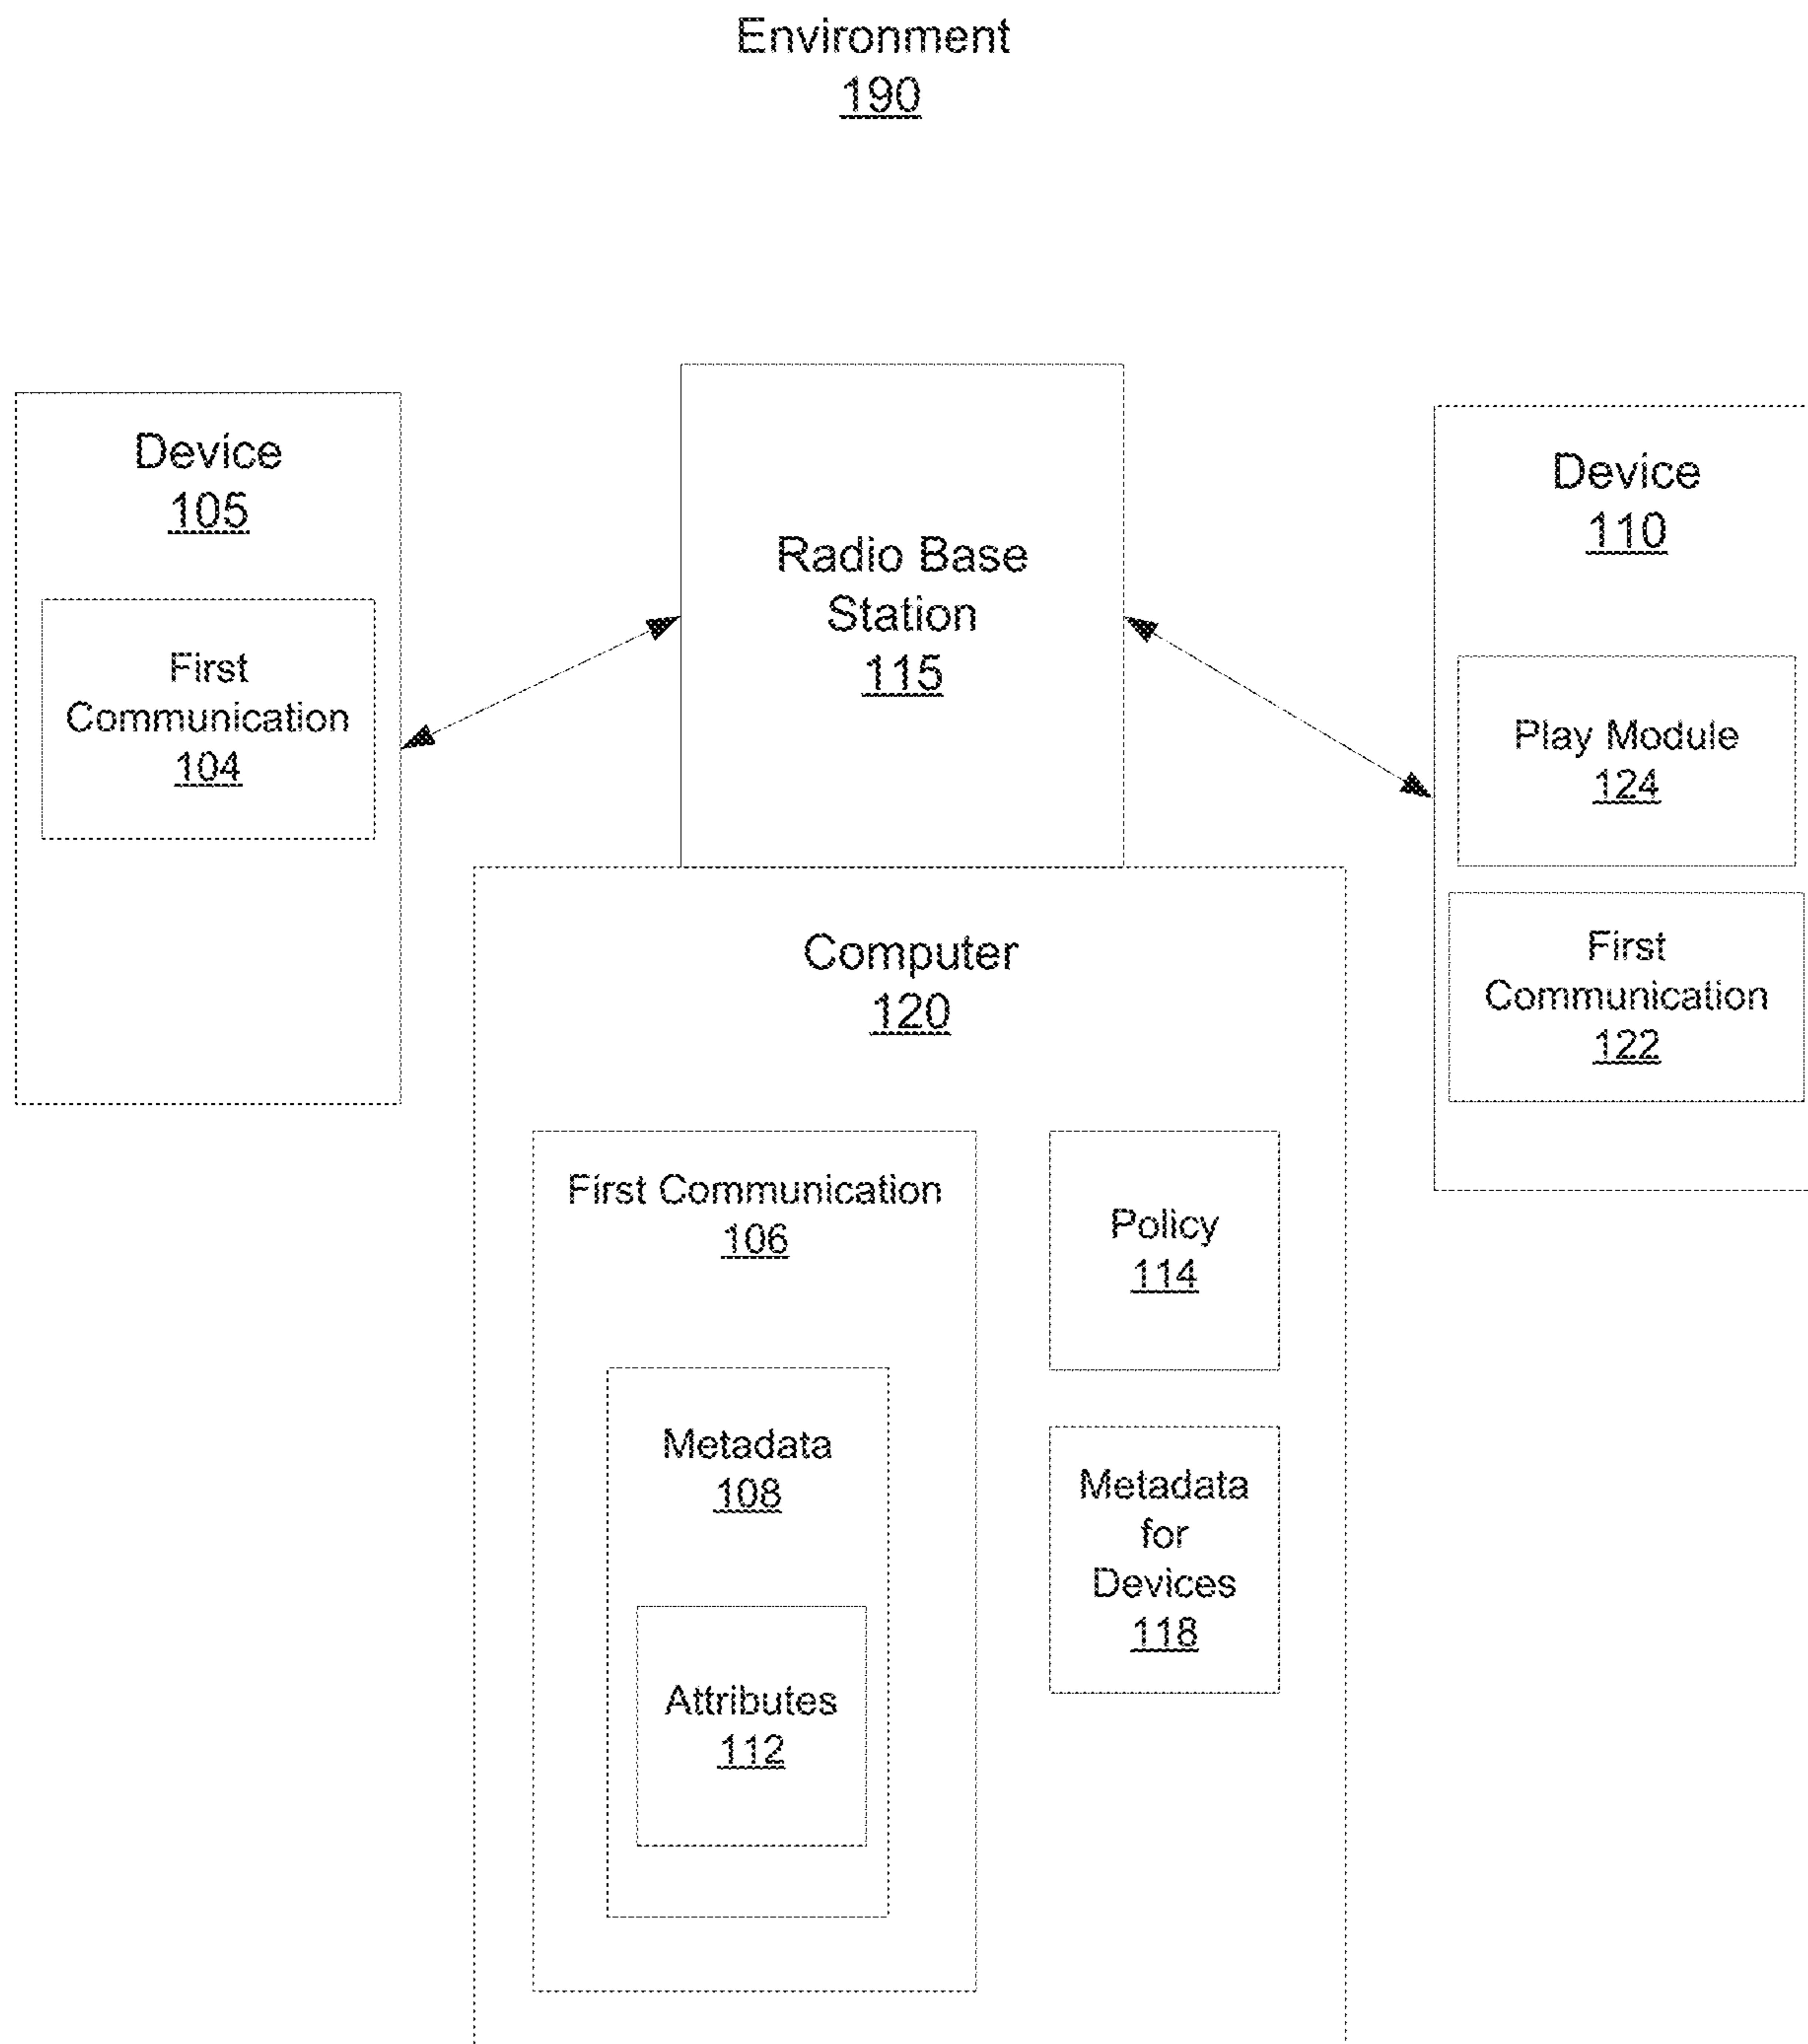 Environment
190
Device
105
First
Communication
104
Radio Base
Station
115
Device
110
Play Module
124
First
Communication
122
Computer
120
First Communication
106
Metadata
108
Attributes
112
Policy
114
Metadata
for
Devices
118